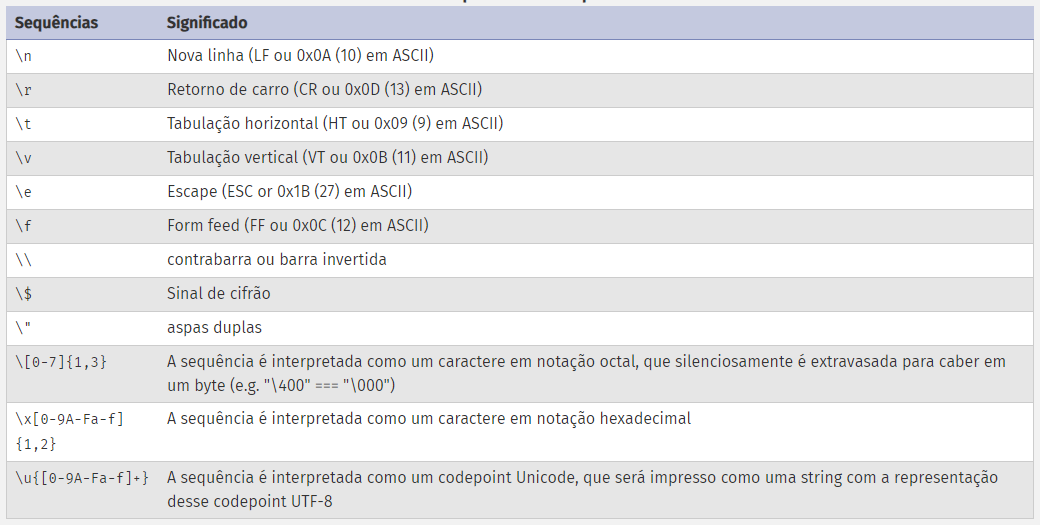 Sequências Significado
\n Nova linha (LF ou 0x0A (10) em ASCII)
\r Retorno de carro (CR ou 0x0D (13) em ASCII)
\t Tabulação horizontal (HT ou 0x09 (9) em ASCII)
\v Tabulação vertical (VT ou 0x0B (11) em ASCII)
\e Escape (ESC or 0x1B (27) em ASCII)
\f Form feed (FF ou 0x0C (12) em ASCII)
\\ contrabarra ou barra invertida
\$ Sinal de cifrão
\" aspas duplas
\[0-7]{1,3} A sequência é interpretada como um caractere em notação octal, que silenciosamente é extravasada para caber em
um byte (e.g. "\400" === "\000")
\x[0-9A-Fa-f] A sequência é interpretada como um caractere em notação hexadecimal
{1,2}
\u{[0-9A-Fa-f]+} A sequência é interpretada como um codepoint Unicode, que será impresso como uma string com a representação
desse codepoint UTF-8